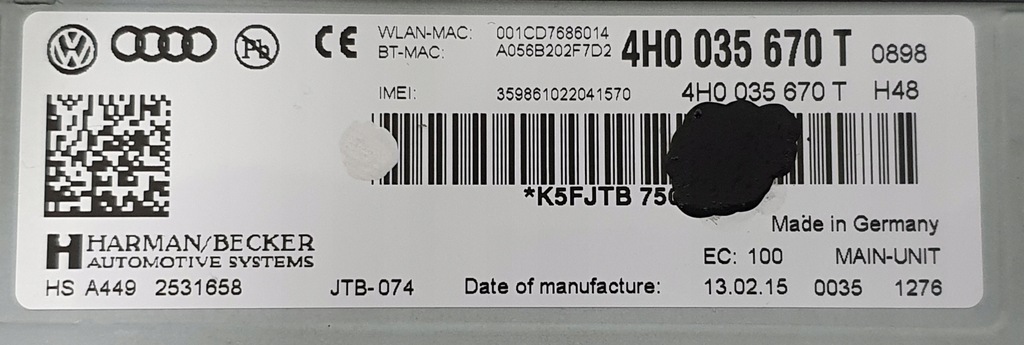 WLAN-MAC: 001CD7686014
BT-MAC: A056B202F7D2
4H0 035 670 T 0898
IMEI: 359861022041570
4H0 035 670 T H48
*K5FJTB 750
Made in Germany
HARMAN/BECKER
AUTOMOTIVE SYSTEMS
EC: 100 MAIN-UNIT
HS A449 2531658 JTB-074 Date of manufacture: 13.02.15 0035 1276